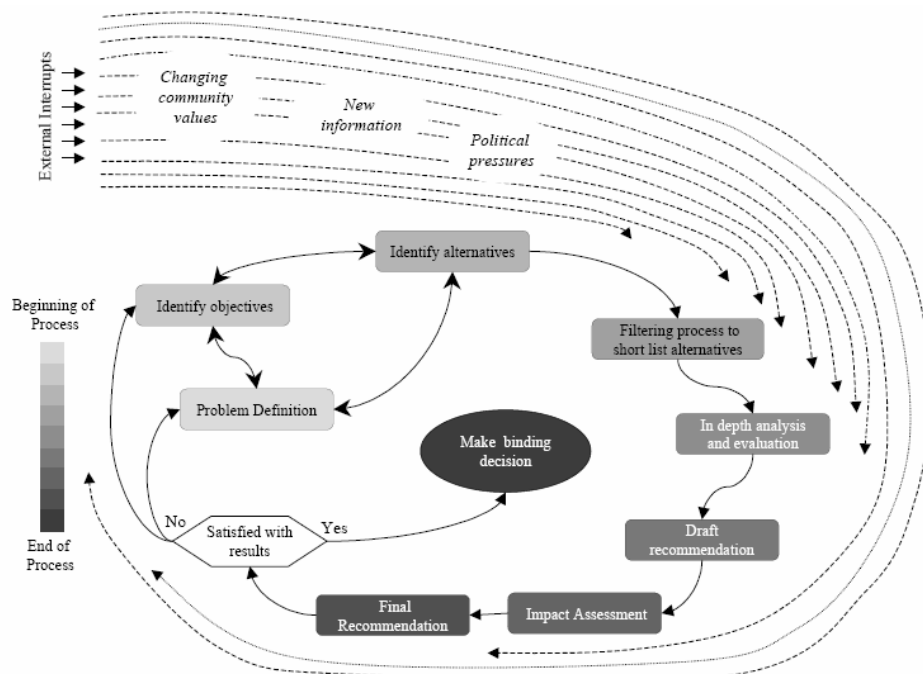 External Interrupts
Changing
community
values
New
information
Political
pressures
Identify alternatives
Identify objectives
Beginning of
Process
Filtering process to
short list alternatives
Problem Definition
In depth analysis
and evaluation
Make binding
decision
No
Satisfied with
results
Yes
Draft
recommendation
End of
Process
Final
Recommendation
Impact Assessment